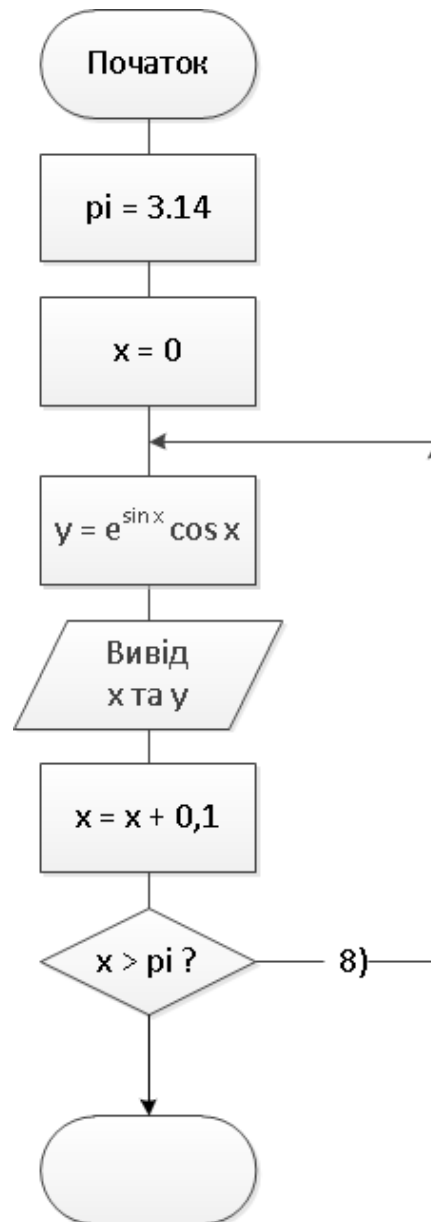 Початок
pi = 3.14
x = 0
y = e^sin x cos x
Вивід
x та y
x = x + 0,1
x > pi ?
8)